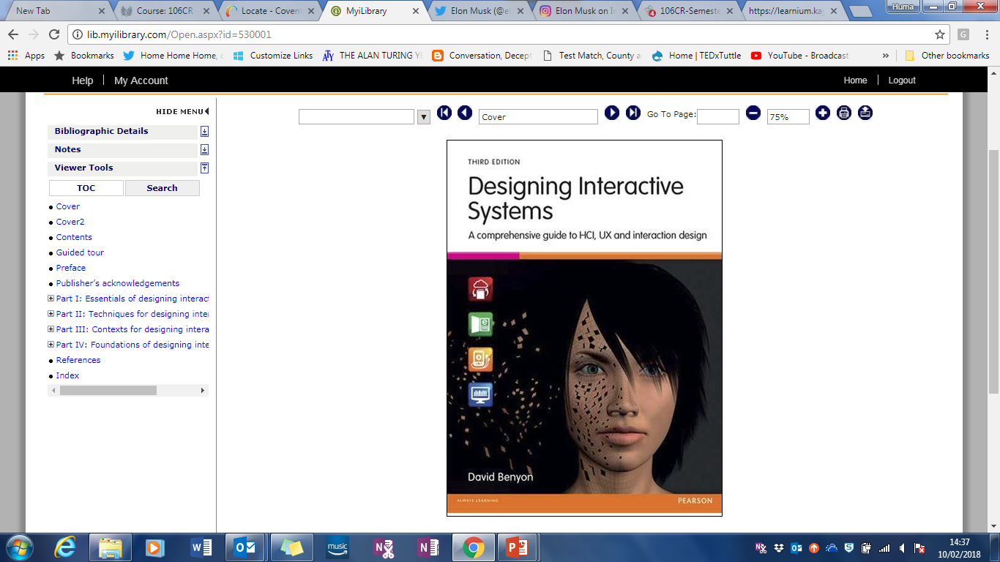 New Tab
Course: 106CR
Locate - Covent
MyiLibrary
Elon Musk (@el
Elon Musk on I
106CR-Semeste
https://learnium.ka
Huma
lib.myilibrary.com/Open.aspx?id=530001
G
Apps
Bookmarks
Home Home Home, c
Customize Links
THE ALAN TURING YE
Conversation, Decept
Test Match, County a
Home | TEDxTuttle
YouTube - Broadcast
»
Other bookmarks
Help
My Account
Home
Logout
HIDE MENU
Bibliographic Details
Notes
Viewer Tools
TOC
Search
Cover
Cover2
Contents
Guided tour
Preface
Publisher's acknowledgements
Part I: Essentials of designing interact
Part II: Techniques for designing inter
Part III: Contexts for designing intera
Part IV: Foundations of designing inte
References
Index
Cover
Go To Page:
75%
THIRD EDITION
Designing Interactive
Systems
A comprehensive guide to HCI, UX and interaction design
David Benyon
ALWAYS LEARNING
PEARSON
music
14:37
10/02/2018